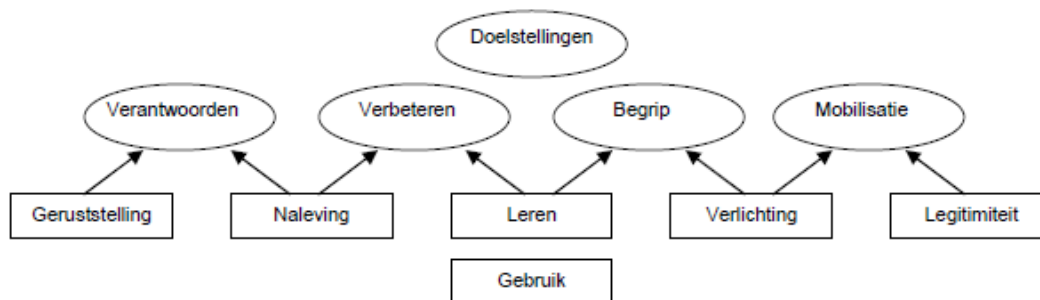 Doelstellingen
Verantwoorden
Verbeteren
Begrip
Mobilisatie
Geruststelling
Naleving
Leren
Verlichting
Legitimiteit
Gebruik